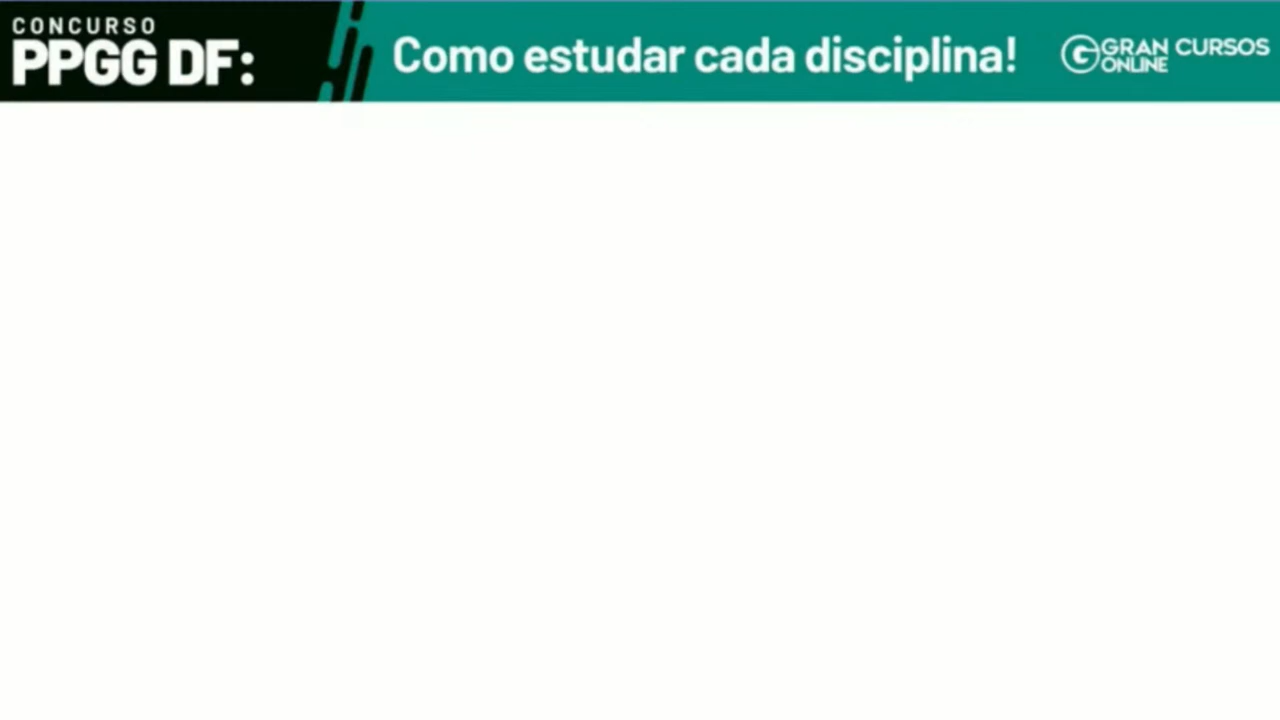 CONCURSO
PPGG DF:
Como estudar cada disciplina!
GRAN CURSOS
ONLINE